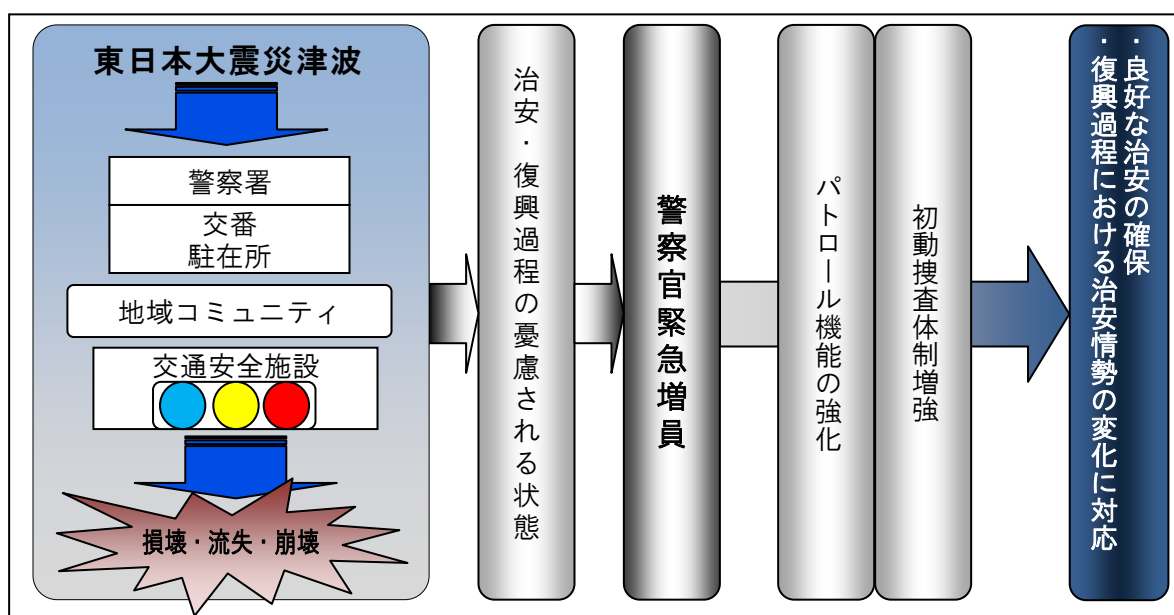 東日本大震災津波
警察署
交番
駐在所
地域コミュニティ
交通安全施設
損壊・流失・崩壊
治安・復興過程の憂慮される状態
警察官緊急増員
パトロール機能の強化
初動捜査体制増強
・良好な治安の確保
・復興過程における治安情勢の変化に対応